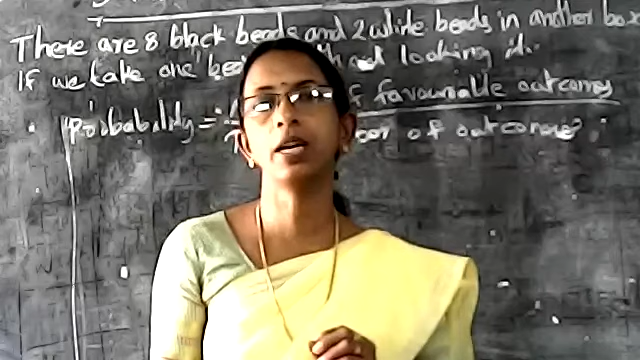 There are 8 black beads and 2 white beads in another box
If we take one without looking it
Probability = of favourable outcomes
of outcomes